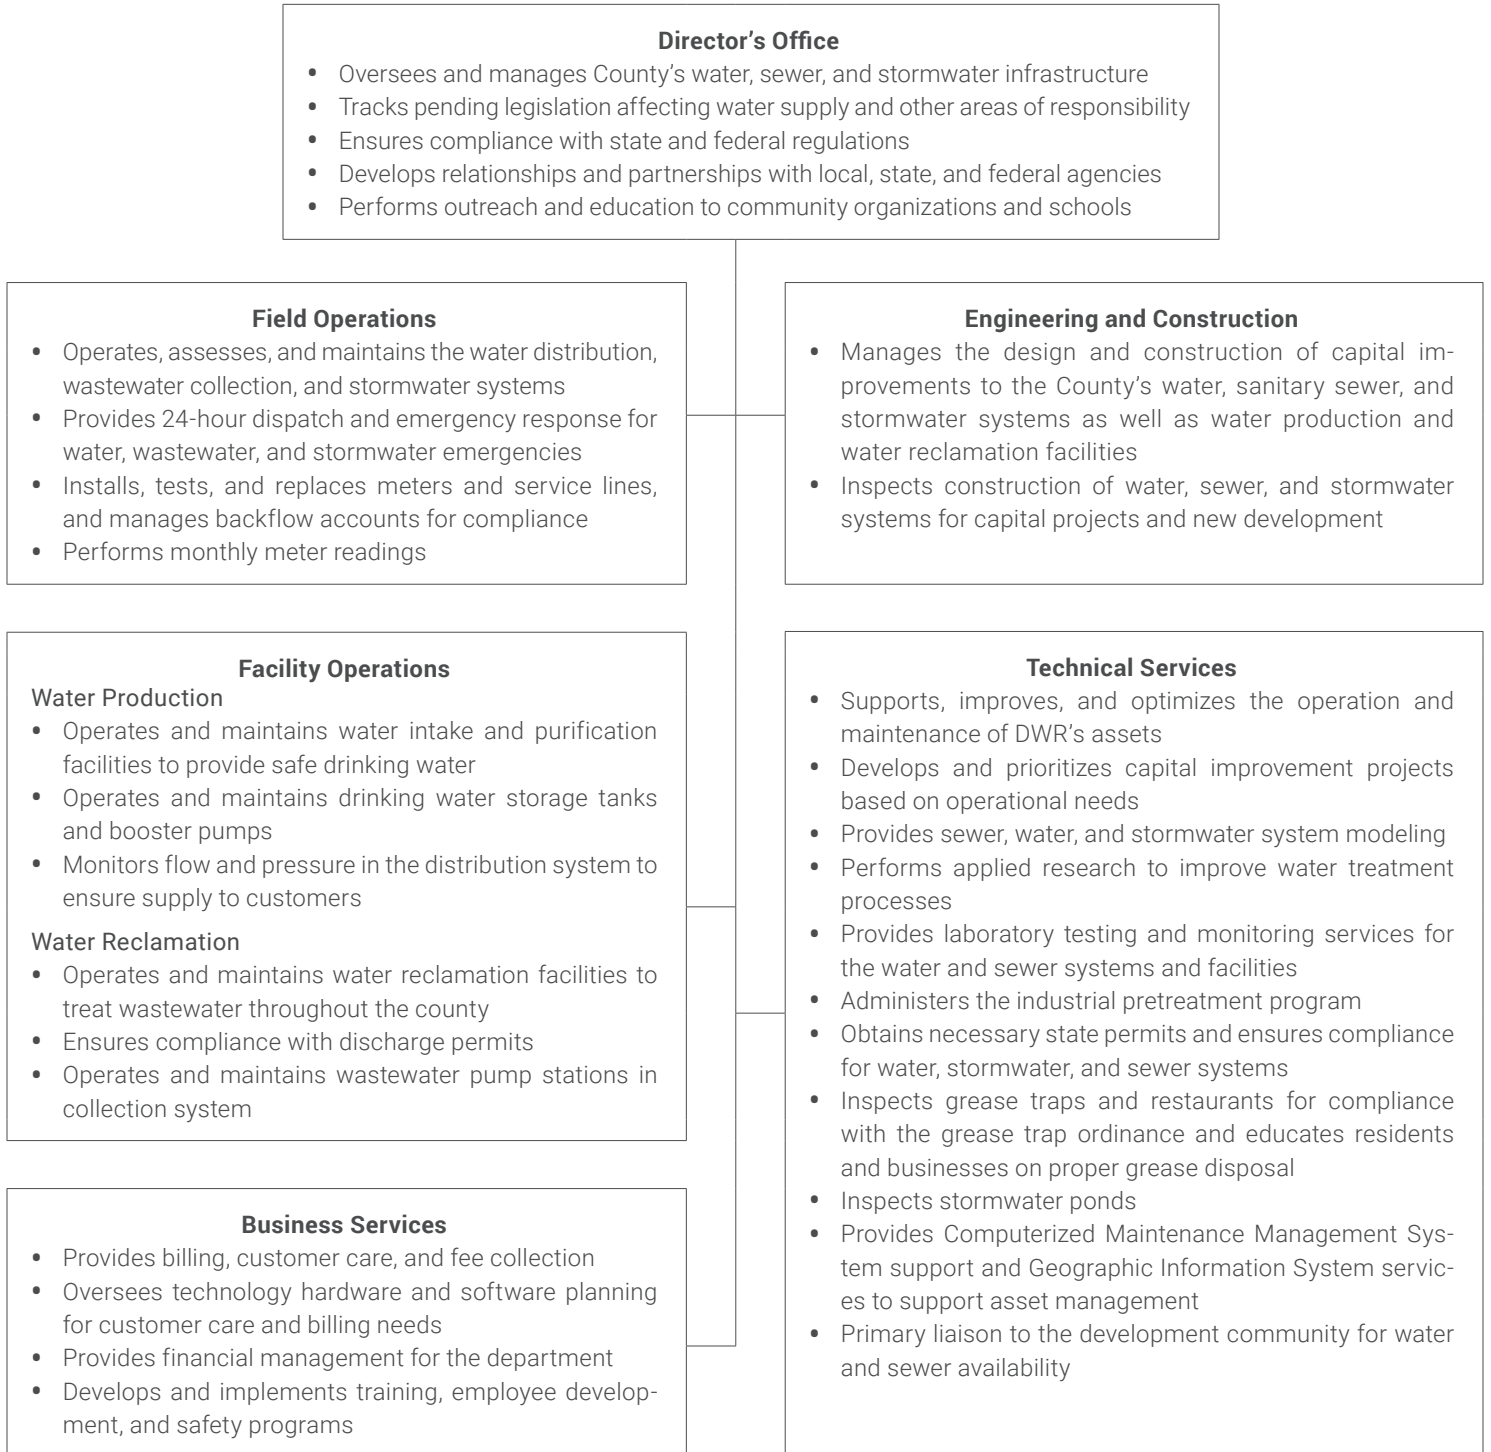 Director’s Office
• Oversees and manages County’s water, sewer, and stormwater infrastructure
• Tracks pending legislation affecting water supply and other areas of responsibility
• Ensures compliance with state and federal regulations
• Develops relationships and partnerships with local, state, and federal agencies
• Performs outreach and education to community organizations and schools
Field Operations
• Operates, assesses, and maintains the water distribution,
wastewater collection, and stormwater systems
• Provides 24-hour dispatch and emergency response for
water, wastewater, and stormwater emergencies
• Installs, tests, and replaces meters and service lines,
and manages backflow accounts for compliance
• Performs monthly meter readings
Engineering and Construction
• Manages the design and construction of capital im-
provements to the County’s water, sanitary sewer, and
stormwater systems as well as water production and
water reclamation facilities
• Inspects construction of water, sewer, and stormwater
systems for capital projects and new development
Facility Operations
Water Production
• Operates and maintains water intake and purification
facilities to provide safe drinking water
• Operates and maintains drinking water storage tanks
and booster pumps
• Monitors flow and pressure in the distribution system to
ensure supply to customers
Water Reclamation
• Operates and maintains water reclamation facilities to
treat wastewater throughout the county
• Ensures compliance with discharge permits
• Operates and maintains wastewater pump stations in
collection system
Technical Services
• Supports, improves, and optimizes the operation and
maintenance of DWR’s assets
• Develops and prioritizes capital improvement projects
based on operational needs
• Provides sewer, water, and stormwater system modeling
• Performs applied research to improve water treatment
processes
• Provides laboratory testing and monitoring services for
the water and sewer systems and facilities
• Administers the industrial pretreatment program
• Obtains necessary state permits and ensures compliance
for water, stormwater, and sewer systems
• Inspects grease traps and restaurants for compliance
with the grease trap ordinance and educates residents
and businesses on proper grease disposal
• Inspects stormwater ponds
• Provides Computerized Maintenance Management Sys-
tem support and Geographic Information System servic-
es to support asset management
• Primary liaison to the development community for water
and sewer availability
Business Services
• Provides billing, customer care, and fee collection
• Oversees technology hardware and software planning
for customer care and billing needs
• Provides financial management for the department
• Develops and implements training, employee develop-
ment, and safety programs